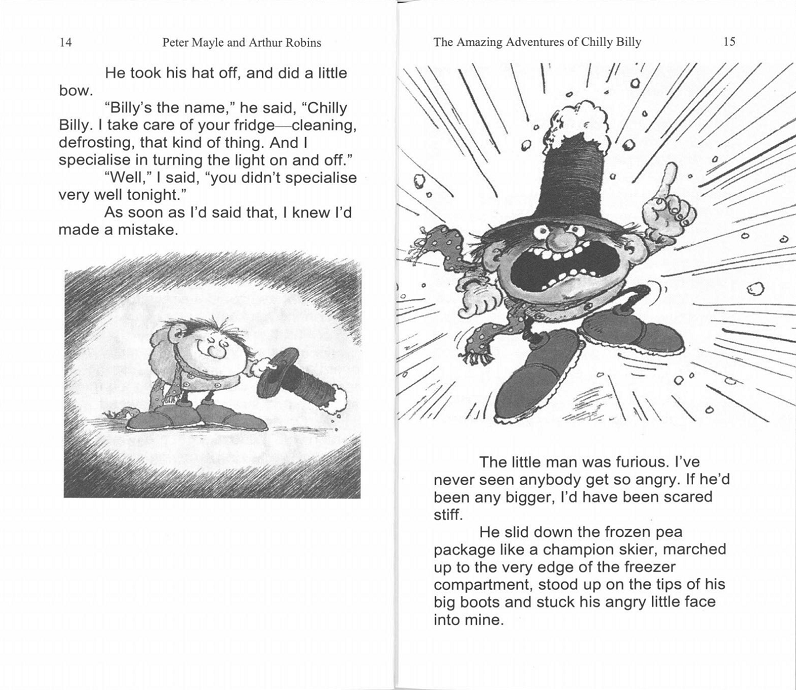 14
Peter Mayle and Arthur Robins
He took his hat off, and did a little
bow.
“Billy’s the name,” he said, “Chilly
Billy. I take care of your fridge—cleaning,
defrosting, that kind of thing. And I
specialise in turning the light on and off.”
“Well,” I said, “you didn’t specialise
very well tonight.”
As soon as I’d said that, I knew I’d
made a mistake.
The Amazing Adventures of Chilly Billy
15
The little man was furious. I’ve
never seen anybody get so angry. If he’d
been any bigger, I’d have been scared
stiff.
He slid down the frozen pea
package like a champion skier, marched
up to the very edge of the freezer
compartment, stood up on the tips of his
big boots and stuck his angry little face
into mine.